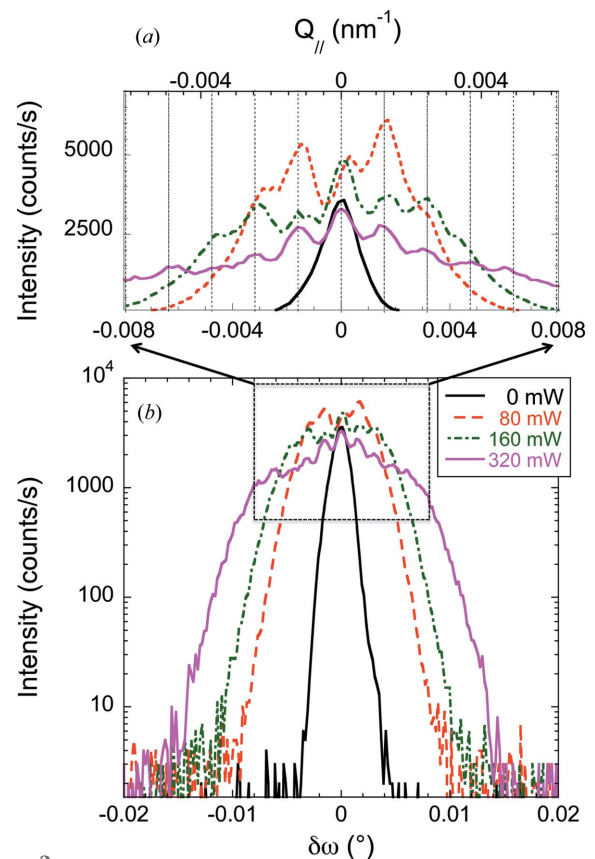 (a)
Q// (nm-1)
-0.004 0 0.004
Intensity (counts/s)
5000
2500
-0.008 -0.004 0 0.004 0.008
(b)
Intensity (counts/s)
10⁴
1000
100
10
0 mW
80 mW
160 mW
320 mW
-0.02 -0.01 0 0.01 0.02
δω (°)